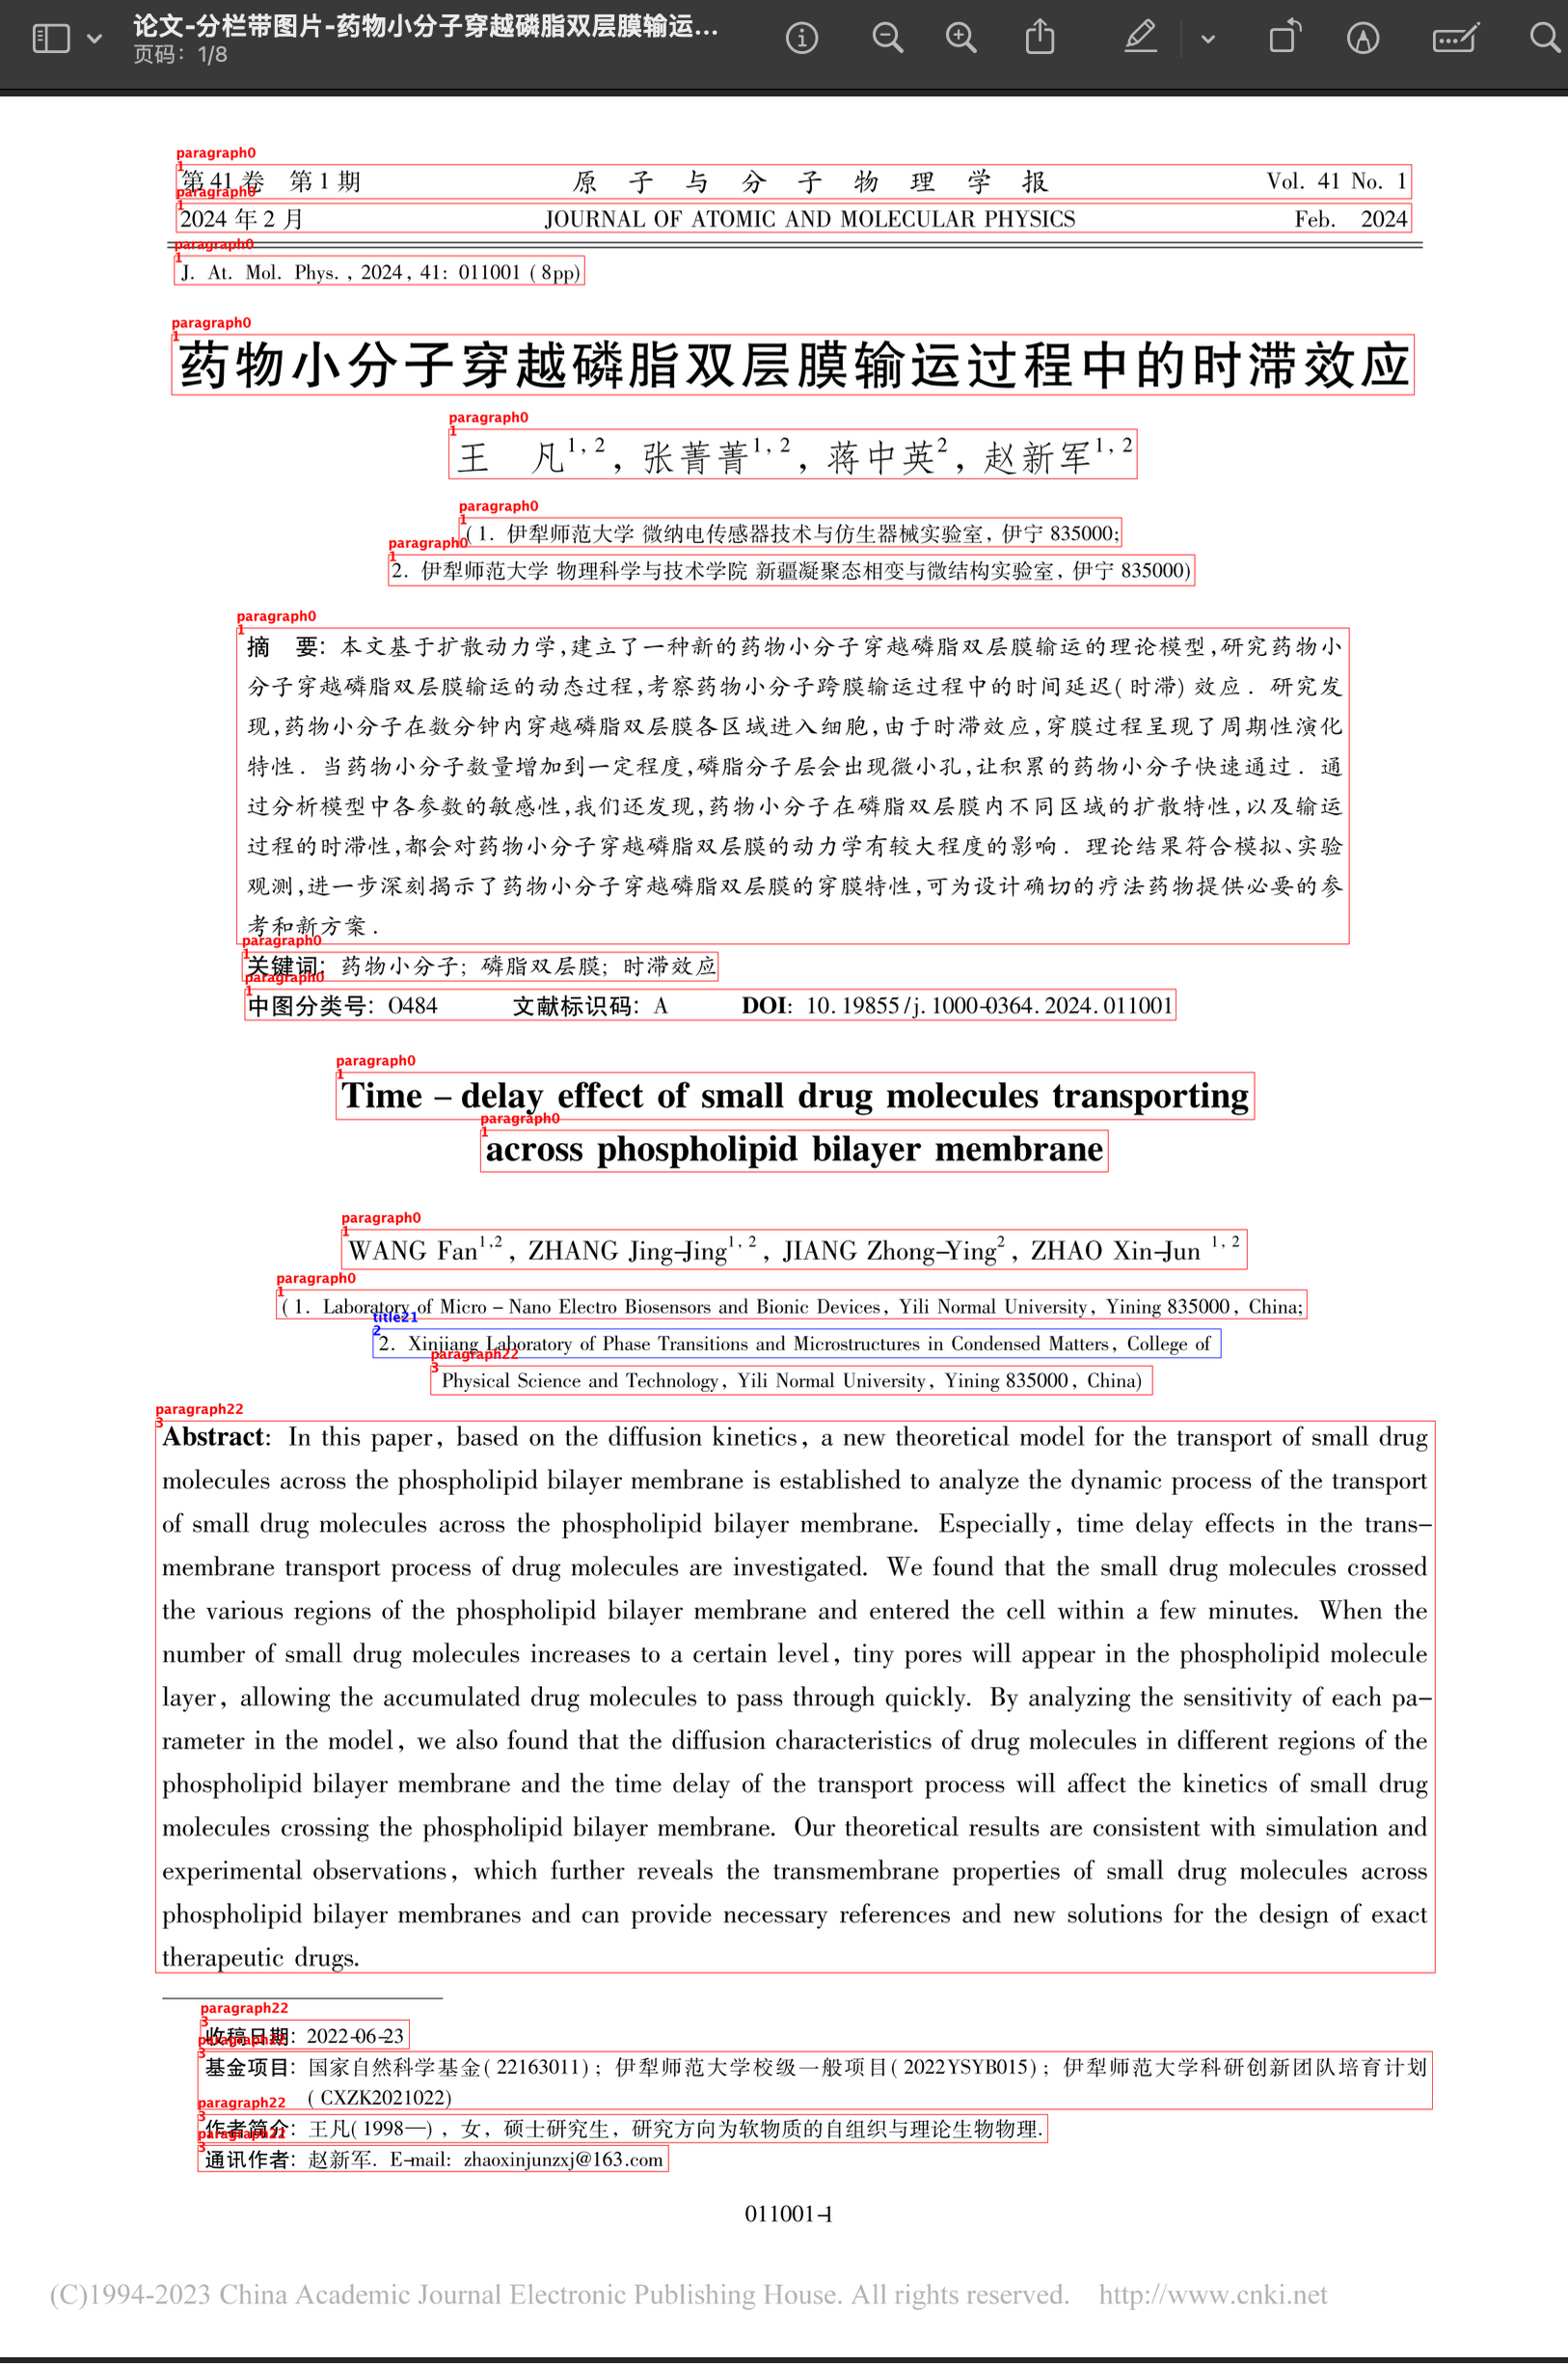 论文-分栏带图片-药物小分子穿越磷脂双层膜输运...
页码：1/8
paragraph0
1
第 41 卷 第 1 期 原 子 与 分 子 物 理 学 报 Vol. 41 No. 1
paragraph0
1
2024 年 2 月 JOURNAL OF ATOMIC AND MOLECULAR PHYSICS Feb. 2024
paragraph0
1
J. At. Mol. Phys. , 2024, 41: 011001 ( 8pp)
paragraph0
1
药物小分子穿越磷脂双层膜输运过程中的时滞效应
paragraph0
1
王 凡1, 2, 张菁菁1, 2, 蒋中英2, 赵新军1, 2
paragraph0
1
( 1. 伊犁师范大学 微纳电传感器技术与仿生器械实验室, 伊宁 835000;
paragraph0
1
2. 伊犁师范大学 物理科学与技术学院 新疆凝聚态相变与微结构实验室, 伊宁 835000)
paragraph0
1
摘 要: 本文基于扩散动力学,建立了一种新的药物小分子穿越磷脂双层膜输运的理论模型,研究药物小
分子穿越磷脂双层膜输运的动态过程,考察药物小分子跨膜输运过程中的时间延迟( 时滞) 效应. 研究发
现,药物小分子在数分钟内穿越磷脂双层膜各区域进入细胞,由于时滞效应,穿膜过程呈现了周期性演化
特性. 当药物小分子数量增加到一定程度,磷脂分子层会出现微小孔,让积累的药物小分子快速通过. 通
过分析模型中各参数的敏感性,我们还发现,药物小分子在磷脂双层膜内不同区域的扩散特性,以及输运
过程的时滞性,都会对药物小分子穿越磷脂双层膜的动力学有较大程度的影响. 理论结果符合模拟、实验
观测,进一步深刻揭示了药物小分子穿越磷脂双层膜的穿膜特性,可为设计确切的疗法药物提供必要的参
考和新方案.
paragraph0
1
关键词: 药物小分子; 磷脂双层膜; 时滞效应
paragraph0
1
中图分类号: O484 文献标识码: A DOI: 10. 19855 /j. 1000-0364. 2024. 011001
paragraph0
1
Time – delay effect of small drug molecules transporting
paragraph0
1
across phospholipid bilayer membrane
paragraph0
1
WANG Fan1,2, ZHANG Jing-Jing1, 2, JIANG Zhong-Ying2, ZHAO Xin-Jun 1, 2
paragraph0
1
( 1. Laboratory of Micro – Nano Electro Biosensors and Bionic Devices, Yili Normal University, Yining 835000, China;
title21
2
2. Xinjiang Laboratory of Phase Transitions and Microstructures in Condensed Matters, College of
paragraph22
3
Physical Science and Technology, Yili Normal University, Yining 835000, China)
paragraph22
3
Abstract: In this paper, based on the diffusion kinetics, a new theoretical model for the transport of small drug
molecules across the phospholipid bilayer membrane is established to analyze the dynamic process of the transport
of small drug molecules across the phospholipid bilayer membrane. Especially, time delay effects in the trans-
membrane transport process of drug molecules are investigated. We found that the small drug molecules crossed
the various regions of the phospholipid bilayer membrane and entered the cell within a few minutes. When the
number of small drug molecules increases to a certain level, tiny pores will appear in the phospholipid molecule
layer, allowing the accumulated drug molecules to pass through quickly. By analyzing the sensitivity of each pa-
rameter in the model, we also found that the diffusion characteristics of drug molecules in different regions of the
phospholipid bilayer membrane and the time delay of the transport process will affect the kinetics of small drug
molecules crossing the phospholipid bilayer membrane. Our theoretical results are consistent with simulation and
experimental observations, which further reveals the transmembrane properties of small drug molecules across
phospholipid bilayer membranes and can provide necessary references and new solutions for the design of exact
therapeutic drugs.
paragraph22
3
收稿日期: 2022-06-23
paragraph22
3
基金项目: 国家自然科学基金( 22163011) ; 伊犁师范大学校级一般项目( 2022YSYB015) ; 伊犁师范大学科研创新团队培育计划
( CXZK2021022)
paragraph22
3
作者简介: 王凡( 1998—) , 女, 硕士研究生, 研究方向为软物质的自组织与理论生物物理.
paragraph22
3
通讯作者: 赵新军. E-mail: zhaoxinjunzxj@163.com
011001-1
(C)1994-2023 China Academic Journal Electronic Publishing House. All rights reserved. http://www.cnki.net